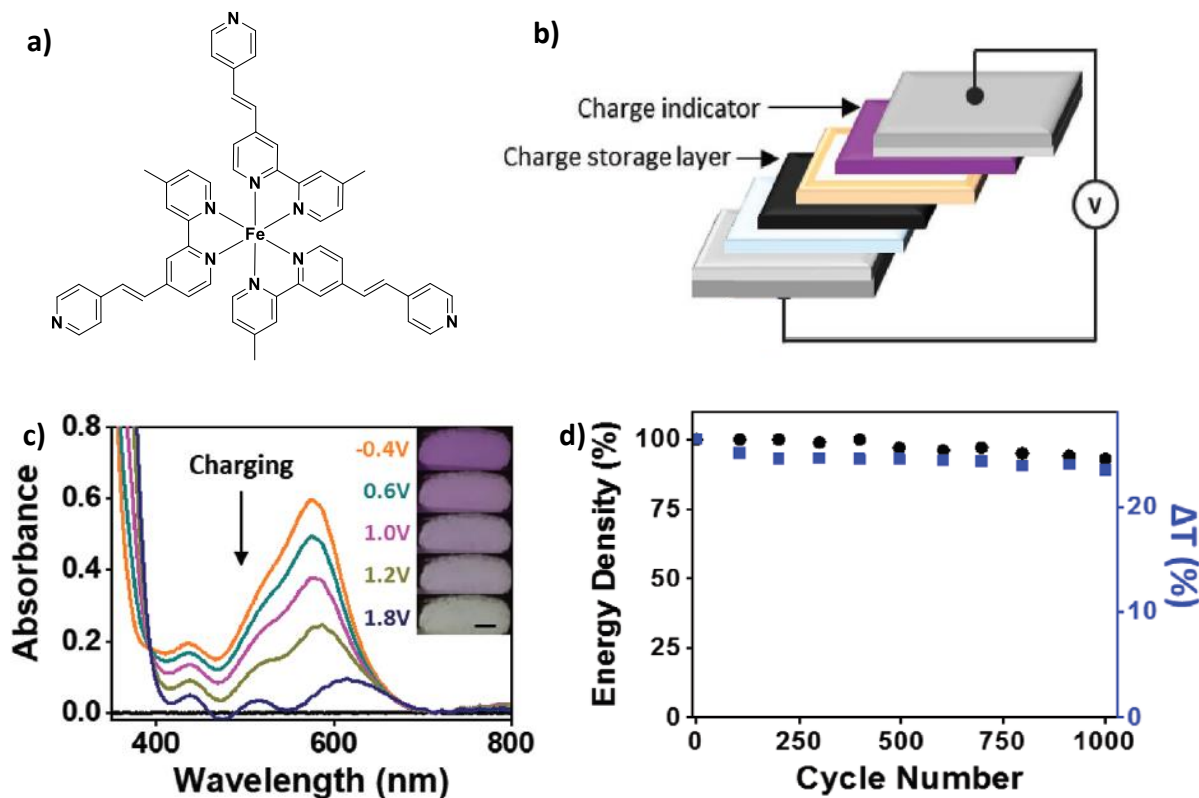 a)
N
N
N
N
N
Fe
N
N
N
N
N
b)
Charge indicator
Charge storage layer
V
c)
0.8
0.6
0.4
0.2
0.0
Absorbance
Charging
-0.4V
0.6V
1.0V
1.2V
1.8V
400
600
800
Wavelength (nm)
d)
100
75
50
25
0
Energy Density (%)
20
10
0
ΔT (%)
0
250
500
750
1000
Cycle Number